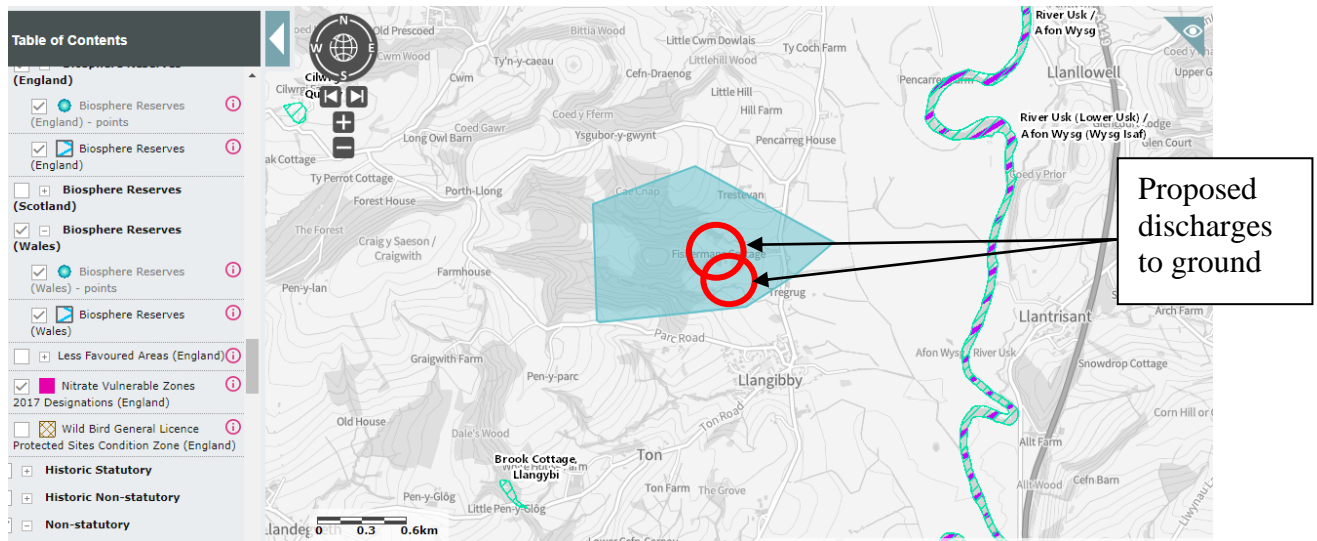 Table of Contents
(England)
Biosphere Reserves
(England) - points
Biosphere Reserves
(England)
Biosphere Reserves
(Scotland)
Biosphere Reserves
(Wales)
Biosphere Reserves
(Wales) - points
Biosphere Reserves
(Wales)
Less Favoured Areas (England)
Nitrate Vulnerable Zones
2017 Designations (England)
Wild Bird General Licence
Protected Sites Condition Zone (England)
Historic Statutory
Historic Non-statutory
Non-statutory
N
W
E
S
Old Prescoed
Cwm Wood
Bittia Wood
Little Cwm Dowlais
Littlehill Wood
Ty Coch Farm
Ty'n-y-caeau
Cefn-Draenog
Cwm
Little Hill
Hill Farm
Coed y Fferm
Coed Gawr
Long Owl Barn
Ysgubor-y-gwynt
Pencarreg House
River Usk /
Afon Wysg
Llanllowell
River Usk (Lower Usk) /
Afon Wysg (Wysg Isaf)
Glen Court
Coed y Prior
Ty Perrot Cottage
Forest House
Porth-Long
Cae Cnap
Trestevan
The Forest
Craig y Saeson /
Craigwith
Farmhouse
Pen-y-lan
Tregrug
Proposed
discharges
to ground
Llantrisant
Arch Farm
Parc Road
Graigwith Farm
Pen-y-parc
Llangibby
Afon Wysg / River Usk
Snowdrop Cottage
Old House
Dale's Wood
Ton Road
Ton
Allt Farm
Brook Cottage,
Llangybi
Pen-y-Glôg
Little Pen-y-Glôg
Ton Farm
The Grove
Allt-Wood
Cefn Barn
0 0.3 0.6km